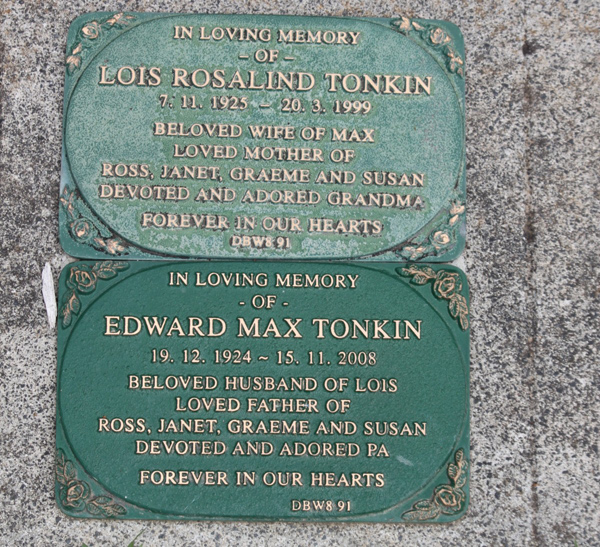 IN LOVING MEMORY
- OF -
LOIS ROSALIND TONKIN
7. 11. 1925 - 20. 3. 1999
BELOVED WIFE OF MAX
LOVED MOTHER OF
ROSS, JANET, GRAEME AND SUSAN
DEVOTED AND ADORED GRANDMA
FOREVER IN OUR HEARTS
DBW8 91
IN LOVING MEMORY
- OF -
EDWARD MAX TONKIN
19. 12. 1924 ~ 15. 11. 2008
BELOVED HUSBAND OF LOIS
LOVED FATHER OF
ROSS, JANET, GRAEME AND SUSAN
DEVOTED AND ADORED PA
FOREVER IN OUR HEARTS
DBW8 91